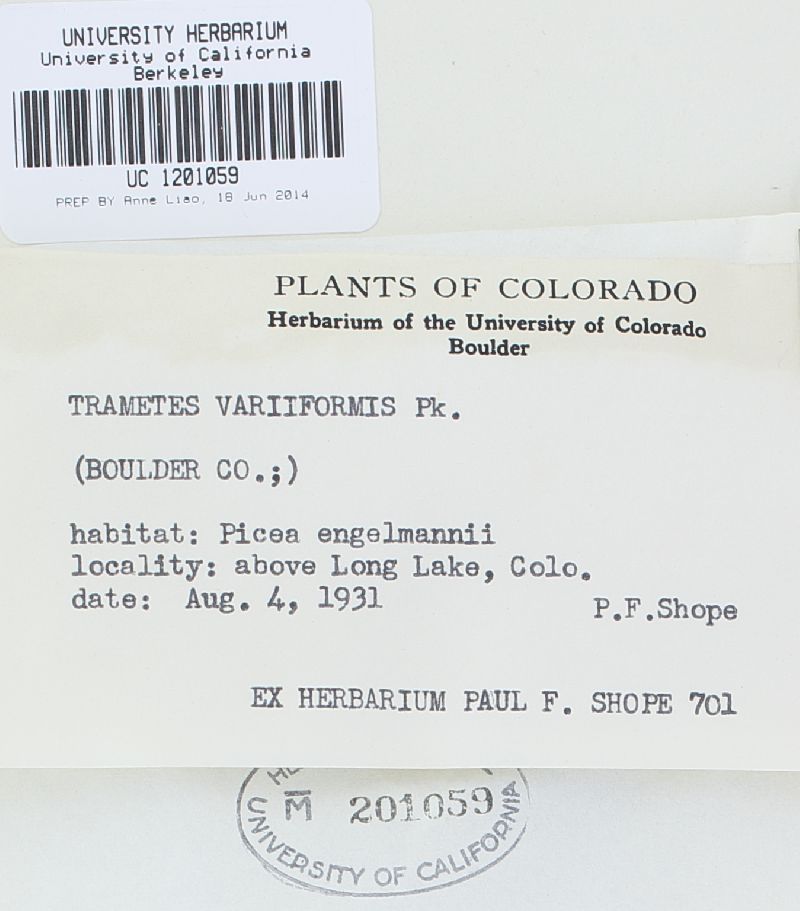 UNIVERSITY HERBARIUM
University of California
Berkeley
UC 1201059
PREP BY Anne Liao, 18 Jun 2014
PLANTS OF COLORADO
Herbarium of the University of Colorado
Boulder
TRAMETES VARIIFORMIS Pk.
(BOULDER CO.;)
habitat: Picea engelmannii
locality: above Long Lake, Colo.
date: Aug. 4, 1931 P.F.Shope
EX HERBARIUM PAUL F. SHOPE 701
M̅ 201059
UNIVERSITY OF CALIFORNIA